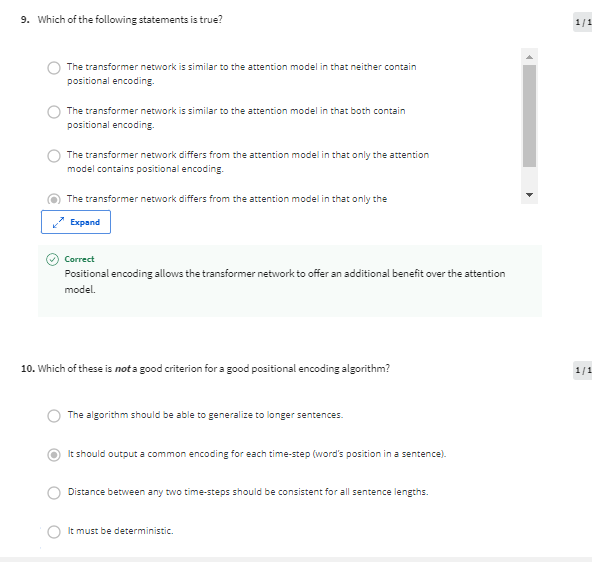 9. Which of the following statements is true?
1 / 1
The transformer network is similar to the attention model in that neither contain
positional encoding.
The transformer network is similar to the attention model in that both contain
positional encoding.
The transformer network differs from the attention model in that only the attention
model contains positional encoding.
The transformer network differs from the attention model in that only the
Expand
Correct
Positional encoding allows the transformer network to offer an additional benefit over the attention
model.
10. Which of these is not a good criterion for a good positional encoding algorithm?
1 / 1
The algorithm should be able to generalize to longer sentences.
It should output a common encoding for each time-step (word's position in a sentence).
Distance between any two time-steps should be consistent for all sentence lengths.
It must be deterministic.